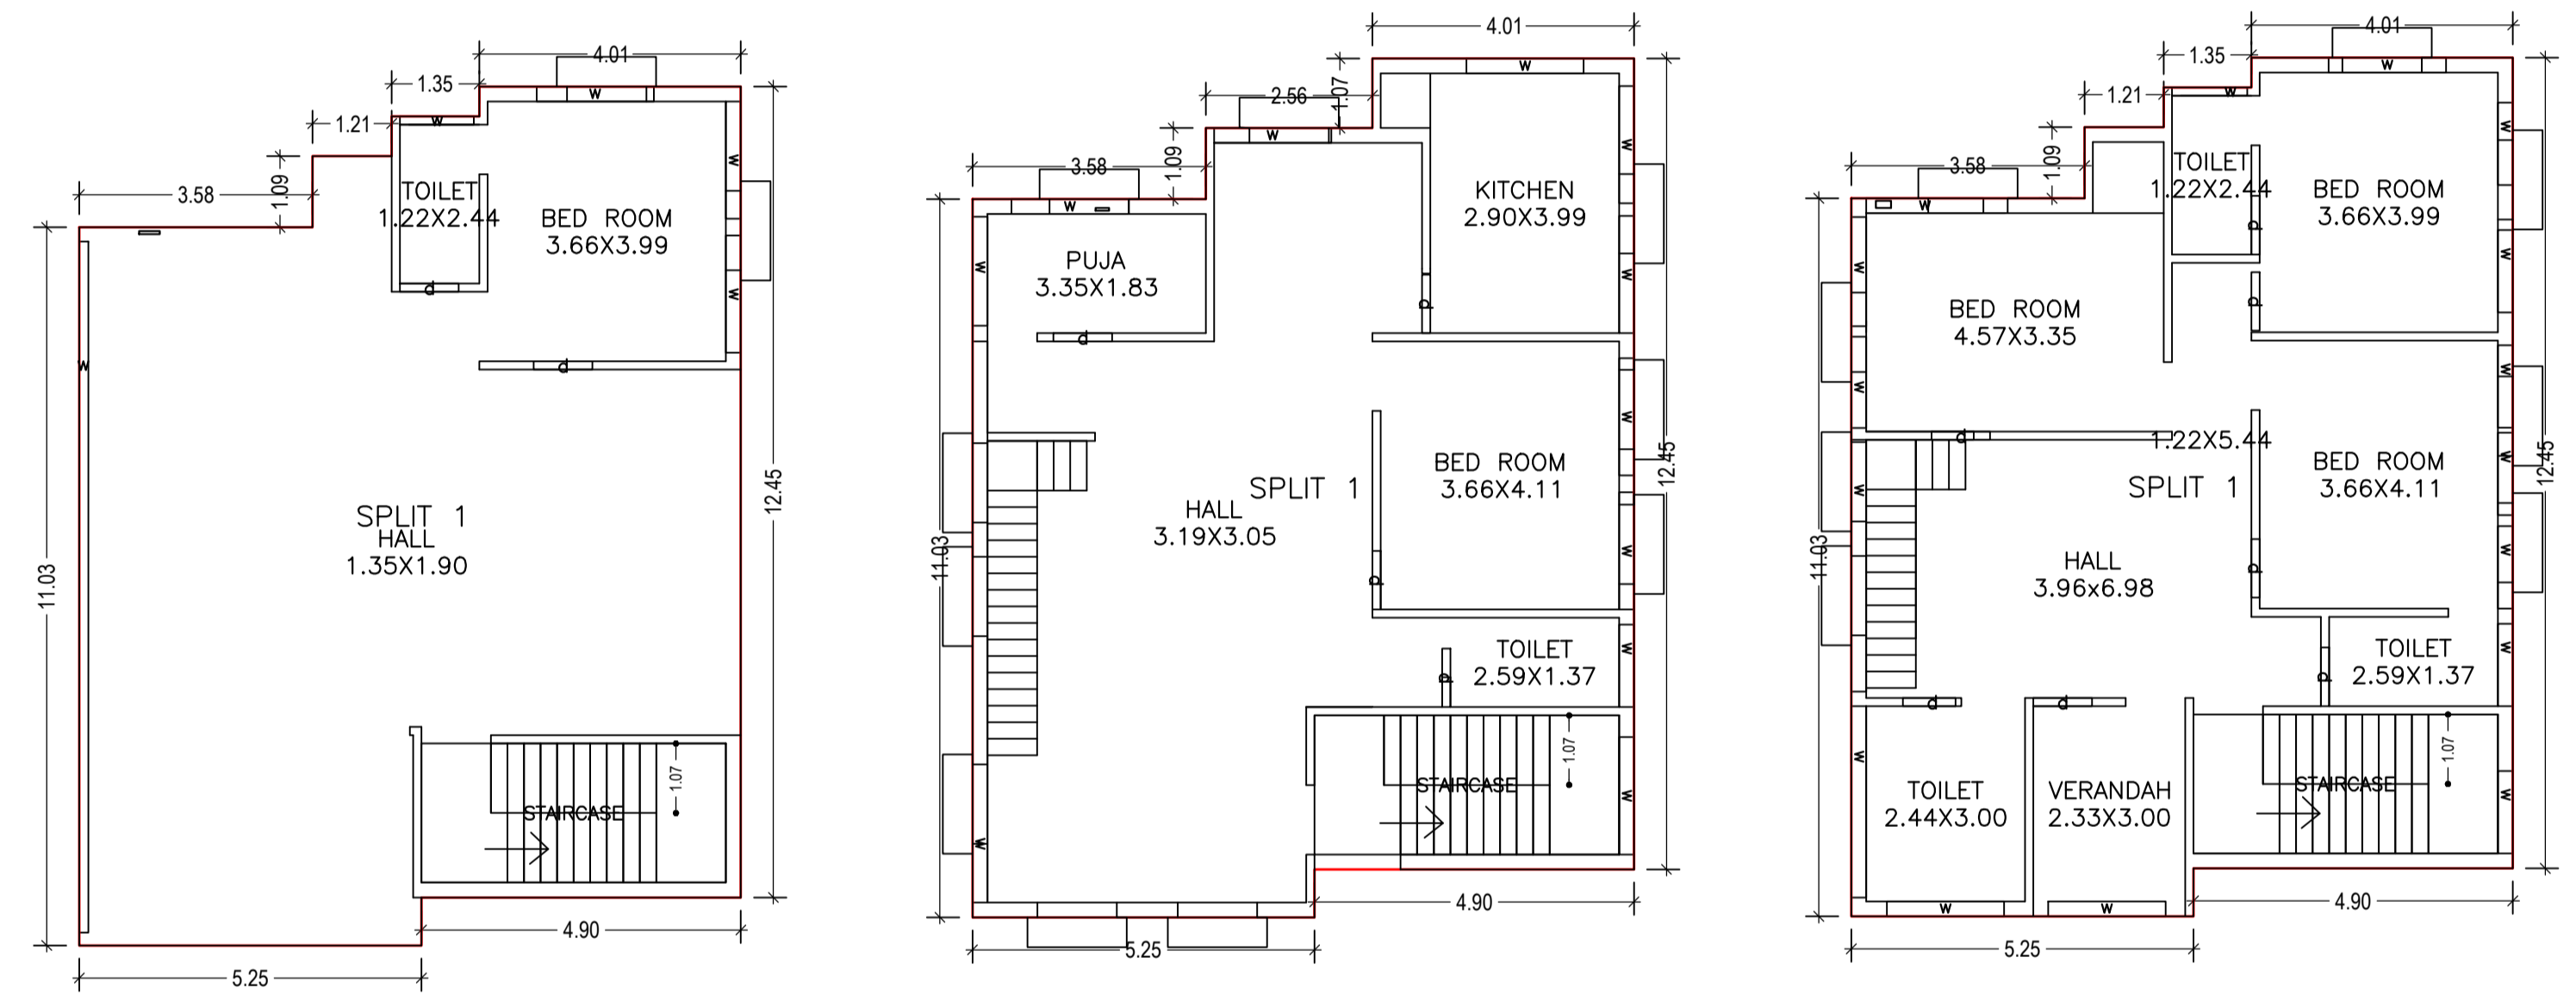 4.01
1.35
1.21
3.58
1.09
W
W
W
W
W
TOILET
1.22X2.44
BED ROOM
3.66X3.99
d
d
SPLIT 1
HALL
1.35X1.90
11.03
12.45
1.07
STAIRCASE
4.90
5.25
4.01
2.56
1.07
3.58
1.09
W
W
W
W
W
W
KITCHEN
2.90X3.99
PUJA
3.35X1.83
d
d
BED ROOM
3.66X4.11
W
W
SPLIT 1
HALL
3.19X3.05
d
11.03
12.45
TOILET
2.59X1.37
W
d
1.07
STAIRCASE
W
W
4.90
5.25
4.01
1.35
1.21
3.58
1.09
W
W
W
W
W
TOILET
1.22X2.44
BED ROOM
3.66X3.99
d
d
W
W
BED ROOM
4.57X3.35
d
1.22X5.44
W
W
W
W
BED ROOM
3.66X4.11
SPLIT 1
HALL
3.96x6.98
d
11.03
12.45
TOILET
2.59X1.37
W
d
d
d
TOILET
2.44X3.00
VERANDAH
2.33X3.00
W
1.07
STAIRCASE
W
W
W
4.90
5.25